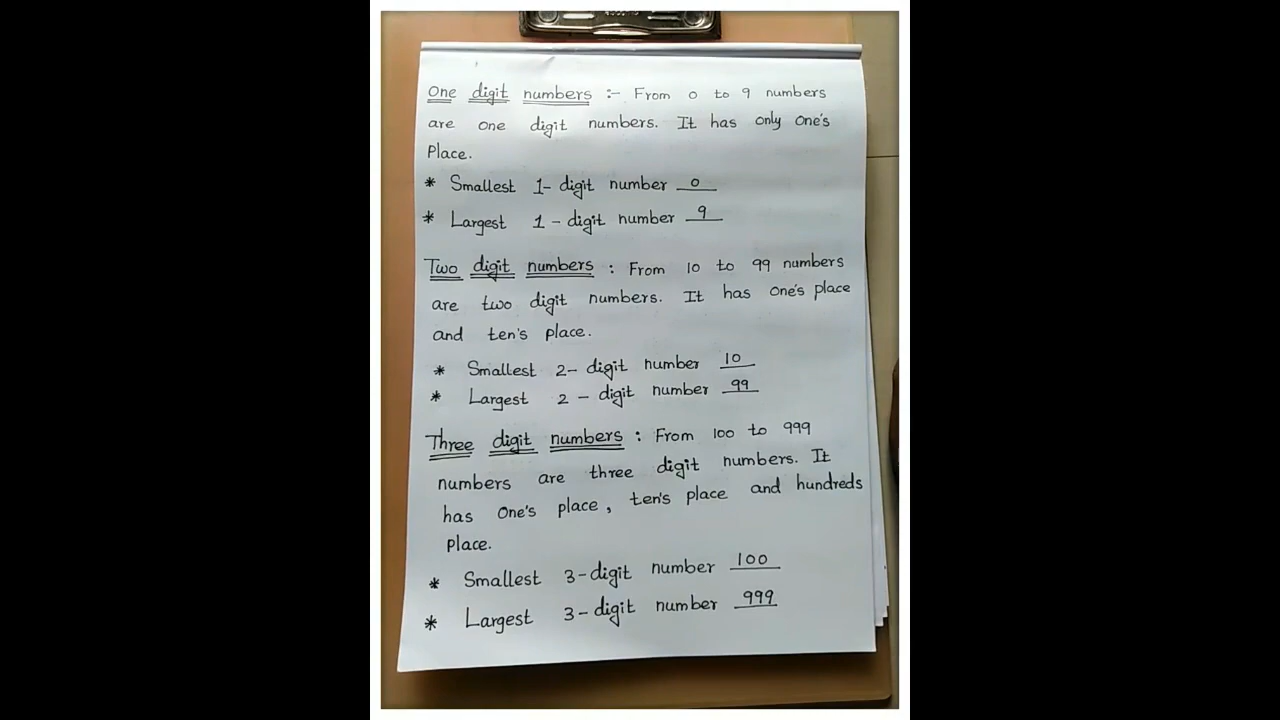 One digit numbers :- From 0 to 9 numbers
are one digit numbers. It has only one's
Place.
* Smallest 1- digit number 0
* Largest 1 - digit number 9
Two digit numbers : From 10 to 99 numbers
are two digit numbers. It has one's place
and ten's place.
* Smallest 2- digit number 10
* Largest 2 - digit number 99
Three digit numbers : From 100 to 999
numbers are three digit numbers. It
has one's place, ten's place and hundreds
place.
* Smallest 3-digit number 100
* Largest 3-digit number 999